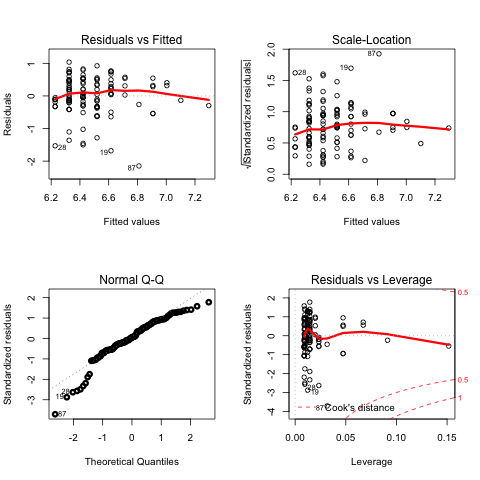 Residuals vs Fitted
Residuals
1
0
-1
-2
28
19
87
6.2 6.4 6.6 6.8 7.0 7.2
Fitted values
Scale-Location
√|Standardized residuals|
2.0
1.5
1.0
0.5
0.0
87
19
28
6.2 6.4 6.6 6.8 7.0 7.2
Fitted values
Normal Q-Q
Standardized residuals
2
1
0
-1
-2
-3
28
19
87
-2 -1 0 1 2
Theoretical Quantiles
Residuals vs Leverage
Standardized residuals
2
1
0
-1
-2
-3
-4
0.5
0.5
1
28
19
87
Cook's distance
0.00 0.05 0.10 0.15
Leverage